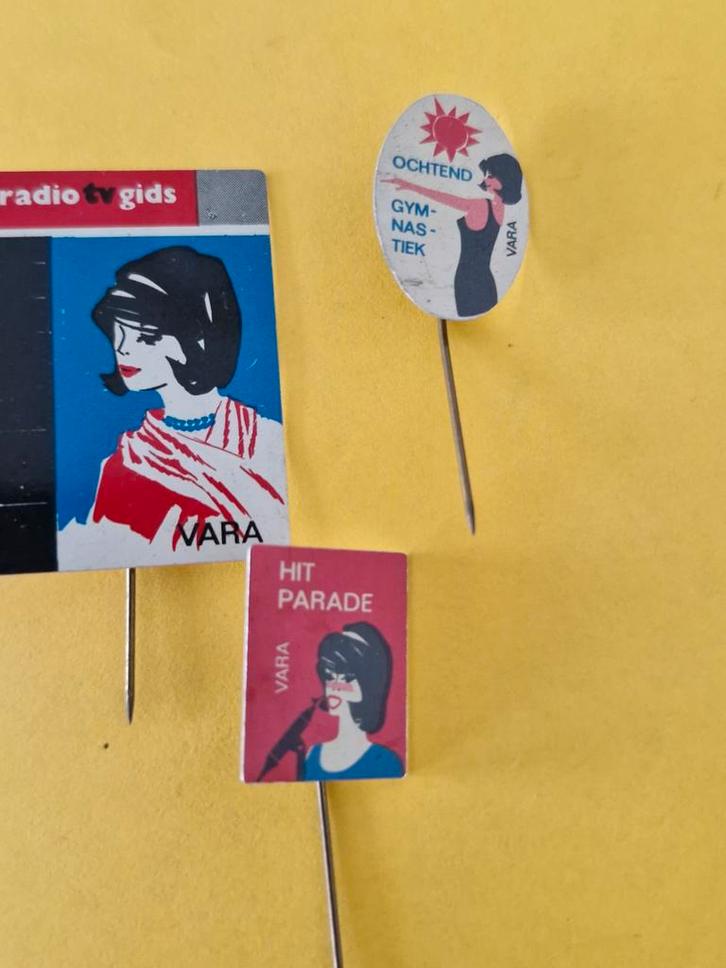 radio tv gids
VARA
OCHTEND
GYM-
NAS-
TIEK
VARA
HIT
PARADE
VARA